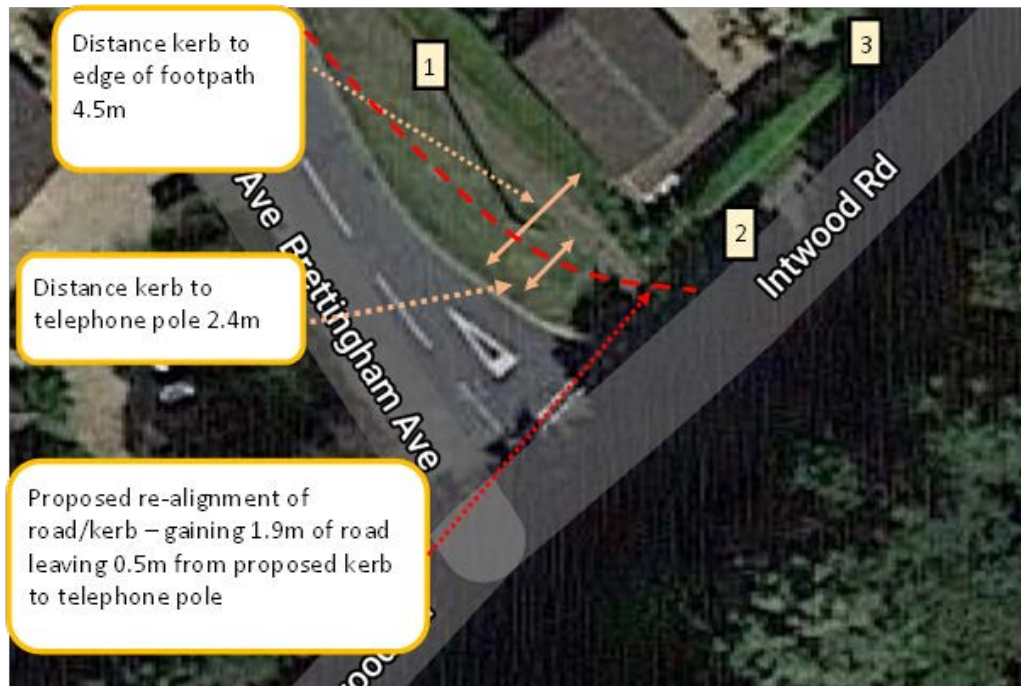 Distance kerb to
edge of footpath
4.5m
1
3
2
Ave
Brettingham Ave
Intwood Rd
Distance kerb to
telephone pole 2.4m
Proposed re-alignment of
road/kerb – gaining 1.9m of road
leaving 0.5m from proposed kerb
to telephone pole